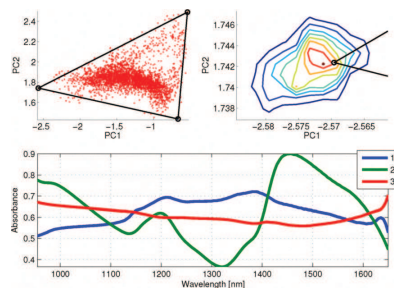 2.4
2.2
2
1.8
1.6
PC2
-2.5 -2 -1.5 -1
PC1
1.746
1.744
1.742
1.74
1.738
PC2
-2.58 -2.575 -2.57 -2.565
PC1
0.9
0.8
0.7
0.6
0.5
0.4
Absorbance
1000 1100 1200 1300 1400 1500 1600
Wavelength [nm]
1
2
3